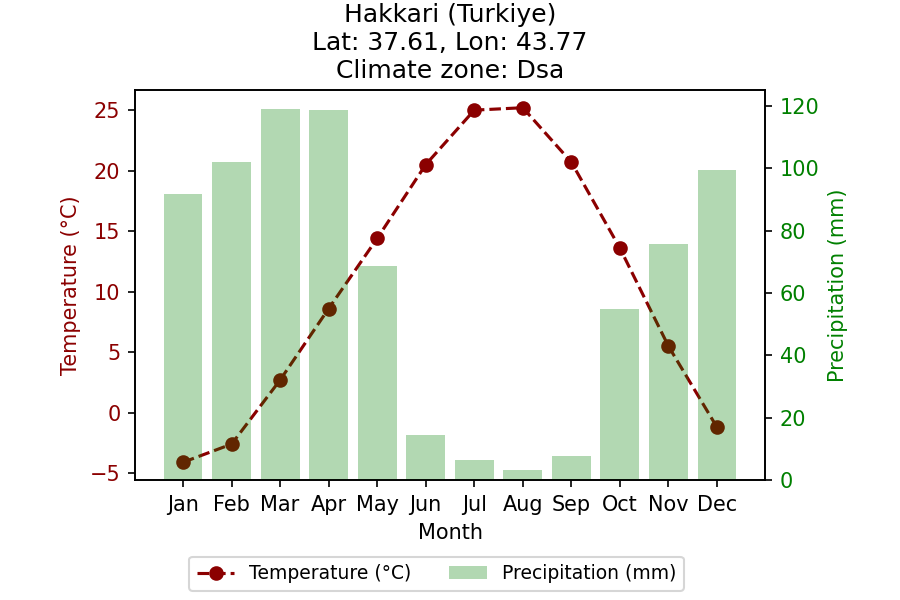 Hakkari (Turkiye)
Lat: 37.61, Lon: 43.77
Climate zone: Dsa
25
20
15
10
5
0
−5
Temperature (°C)
120
100
80
60
40
20
0
Precipitation (mm)
Jan Feb Mar Apr May Jun Jul Aug Sep Oct Nov Dec
Month
Temperature (°C) Precipitation (mm)